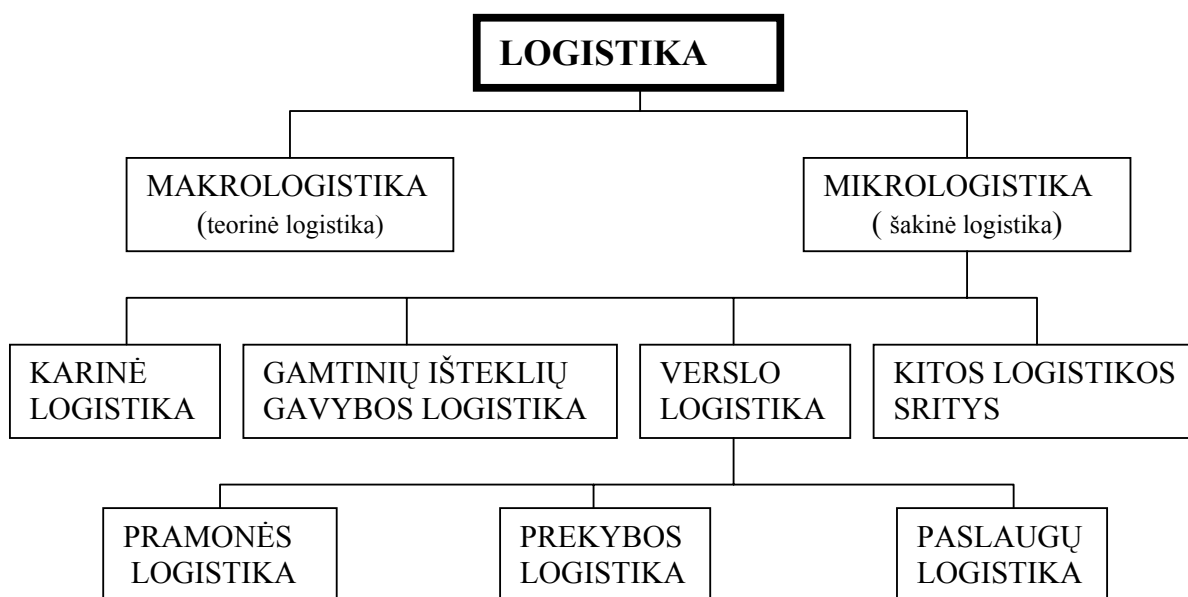 LOGISTIKA
MAKROLOGISTIKA
(teorinė logistika)
MIKROLOGISTIKA
( šakinė logistika)
KARINĖ
LOGISTIKA
GAMTINIŲ IŠTEKLIŲ
GAVYBOS LOGISTIKA
VERSLO
LOGISTIKA
KITOS LOGISTIKOS
SRITYS
PRAMONĖS
LOGISTIKA
PREKYBOS
LOGISTIKA
PASLAUGŲ
LOGISTIKA